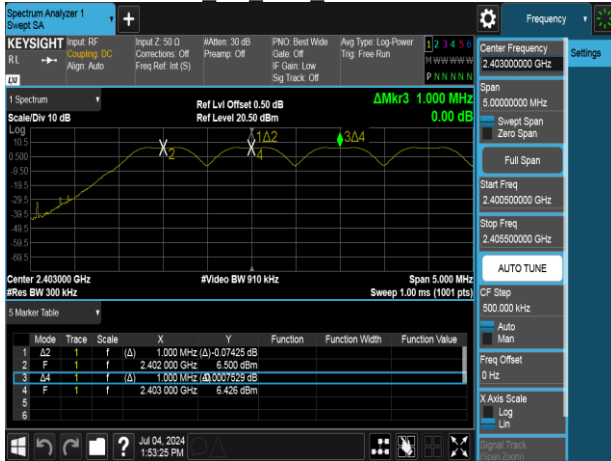 Spectrum Analyzer 1
Swept SA
Frequency
KEYSIGHT
RL
LXI
Input: RF
Coupling: DC
Align: Auto
Input Z: 50 Ω
Corrections: Off
Freq Ref: Int (S)
#Atten: 30 dB
Preamp: Off
PNO: Best Wide
Gate: Off
IF Gain: Low
Sig Track: Off
Avg Type: Log-Power
Trig: Free Run
1 2 3 4 5 6
M W W W W W
P N N N N N
Center Frequency
2.403000000 GHz
Settings
1 Spectrum
Ref Lvl Offset 0.50 dB
ΔMkr3 1.000 MHz
Scale/Div 10 dB
Ref Level 20.50 dBm
0.00 dB
Span
5.00000000 MHz
Swept Span
Zero Span
Full Span
Log
10.5
0.500
-9.50
-19.5
-29.5
-39.5
-49.5
-59.5
-69.5
2
1Δ2
4
3Δ4
Start Freq
2.400500000 GHz
Stop Freq
2.405500000 GHz
AUTO TUNE
Center 2.403000 GHz
#Video BW 910 kHz
Span 5.000 MHz
#Res BW 300 kHz
Sweep 1.00 ms (1001 pts)
CF Step
500.000 kHz
Auto
Man
5 Marker Table
Mode Trace Scale X Y Function Function Width Function Value
1 Δ2 1 f (Δ) 1.000 MHz (Δ) -0.07425 dB
2 F 1 f 2.402 000 GHz 6.500 dBm
3 Δ4 1 f (Δ) 1.000 MHz (Δ) 0.0007529 dB
4 F 1 f 2.403 000 GHz 6.426 dBm
5
6
Freq Offset
0 Hz
X Axis Scale
Log
Lin
Signal Track
(Span Zoom)
?
Jul 04, 2024
1:53:25 PM